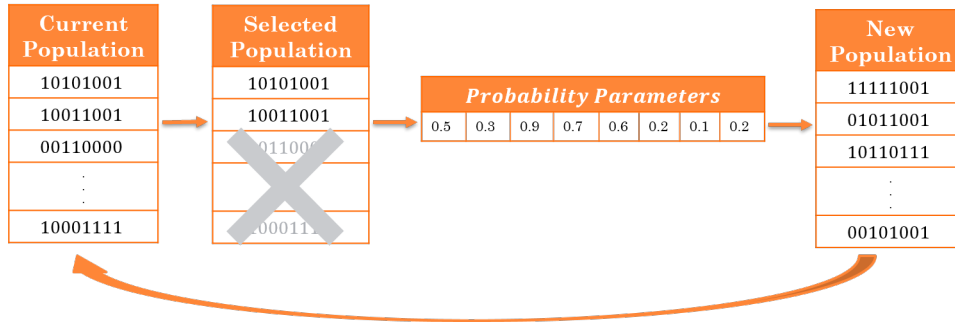 Current
Population
10101001
10011001
00110000
.
.
.
10001111
Selected
Population
10101001
10011001
Probability Parameters
0.5 0.3 0.9 0.7 0.6 0.2 0.1 0.2
New
Population
11111001
01011001
10110111
.
.
.
00101001